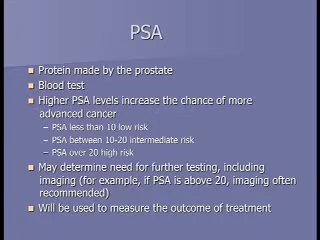 PSA
Protein made by the prostate
Blood test
Higher PSA levels increase the chance of more
advanced cancer
– PSA less than 10 low risk
– PSA between 10-20 intermediate risk
– PSA over 20 high risk
May determine need for further testing, including
imaging (for example, if PSA is above 20, imaging often
recommended)
Will be used to measure the outcome of treatment